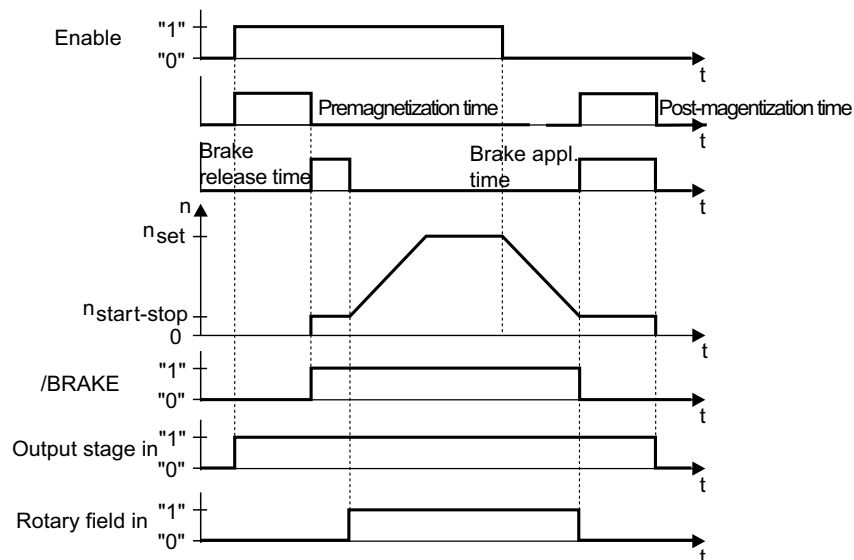 Enable
"1"
"0"
t
Premagnetization time
Post-magentization time
t
Brake
release time
Brake appl.
time
t
n
nset
nstart-stop
0
t
/BRAKE
"1"
"0"
t
Output stage in
"1"
"0"
t
Rotary field in
"1"
"0"
t